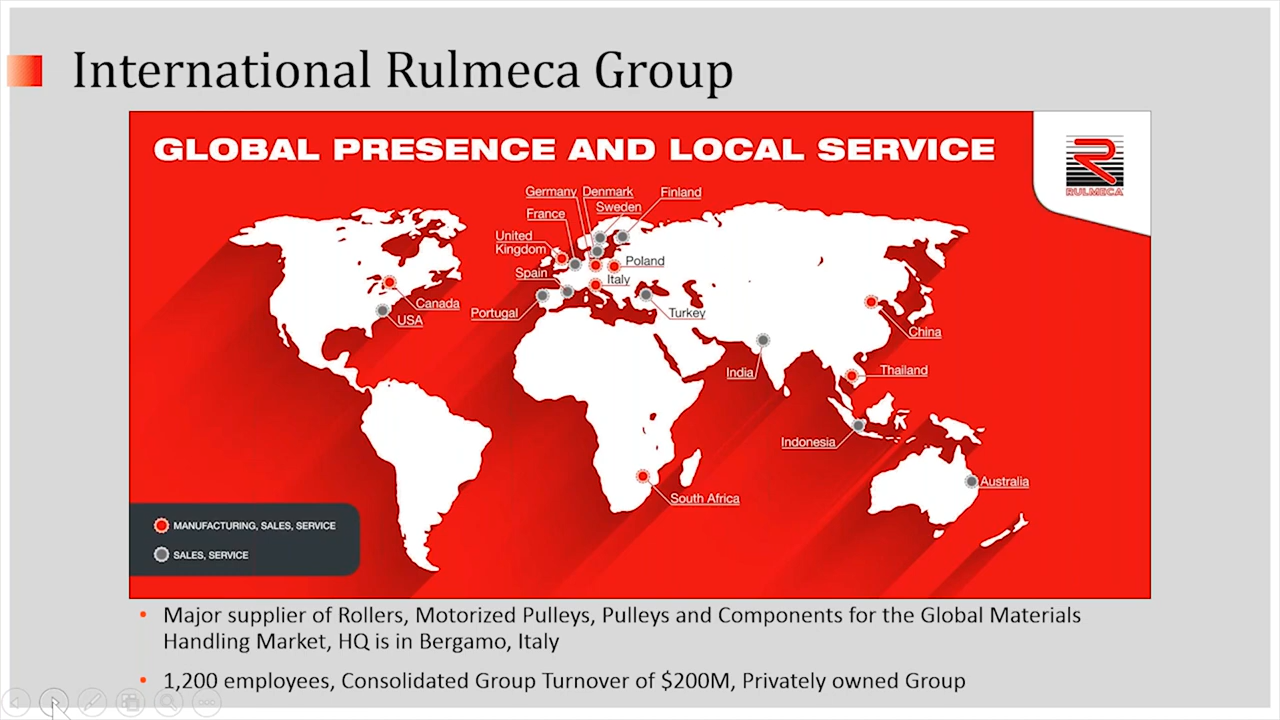 International Rulmeca Group
GLOBAL PRESENCE AND LOCAL SERVICE
RULMECA
Germany
Denmark
Finland
Sweden
France
United
Kingdom
Poland
Spain
Italy
Canada
Portugal
Turkey
USA
China
India
Thailand
Indonesia
Australia
South Africa
MANUFACTURING, SALES, SERVICE
SALES, SERVICE
• Major supplier of Rollers, Motorized Pulleys, Pulleys and Components for the Global Materials
Handling Market, HQ is in Bergamo, Italy
• 1,200 employees, Consolidated Group Turnover of $200M, Privately owned Group